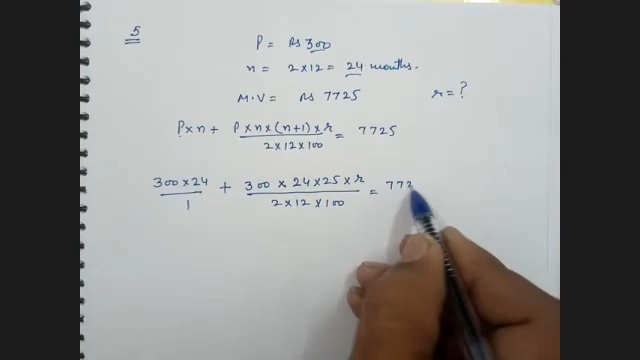 5
P = Rs 300
n = 2 × 12 = 24 months.
M.V = Rs 7725 r = ?
P × n + P × n × (n+1) × r / 2 × 12 × 100 = 7725
300 × 24 / 1 + 300 × 24 × 25 × r / 2 × 12 × 100 = 772